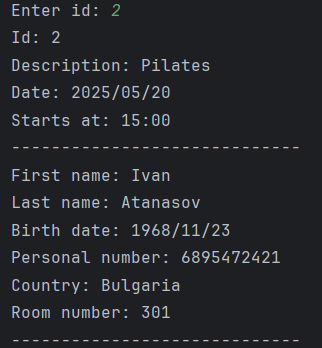 Enter id: 2
Id: 2
Description: Pilates
Date: 2025/05/20
Starts at: 15:00
-----------------------------
First name: Ivan
Last name: Atanasov
Birth date: 1968/11/23
Personal number: 6895472421
Country: Bulgaria
Room number: 301
-----------------------------